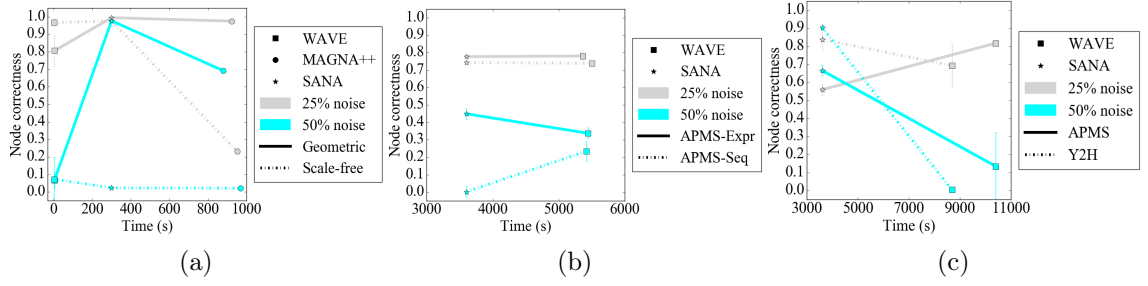 Node correctness
1.0
0.9
0.8
0.7
0.6
0.5
0.4
0.3
0.2
0.1
0.0
0 200 400 600 800 1000
Time (s)
WAVE
MAGNA++
SANA
25% noise
50% noise
Geometric
Scale-free
(a)
Node correctness
1.0
0.9
0.8
0.7
0.6
0.5
0.4
0.3
0.2
0.1
0.0
3000 4000 5000 6000
Time (s)
WAVE
SANA
25% noise
50% noise
APMS-Expr
APMS-Seq
(b)
Node correctness
1.0
0.9
0.8
0.7
0.6
0.5
0.4
0.3
0.2
0.1
0.0
3000 5000 7000 9000 11000
Time (s)
WAVE
SANA
25% noise
50% noise
APMS
Y2H
(c)